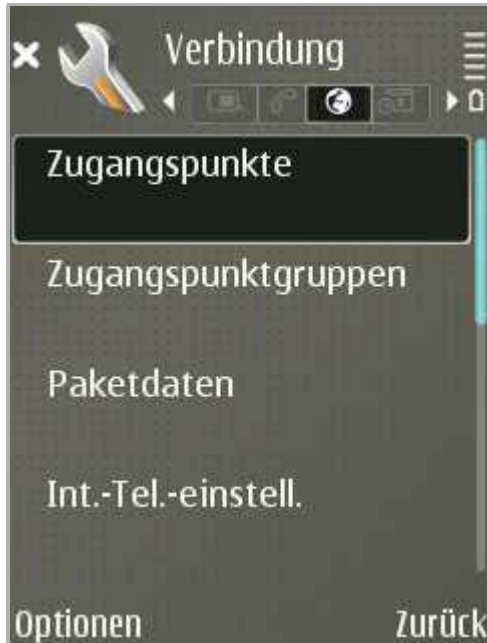 Verbindung
Zugangspunkte
Zugangspunktgruppen
Paketdaten
Int.-Tel.-einstell.
Optionen
Zurück